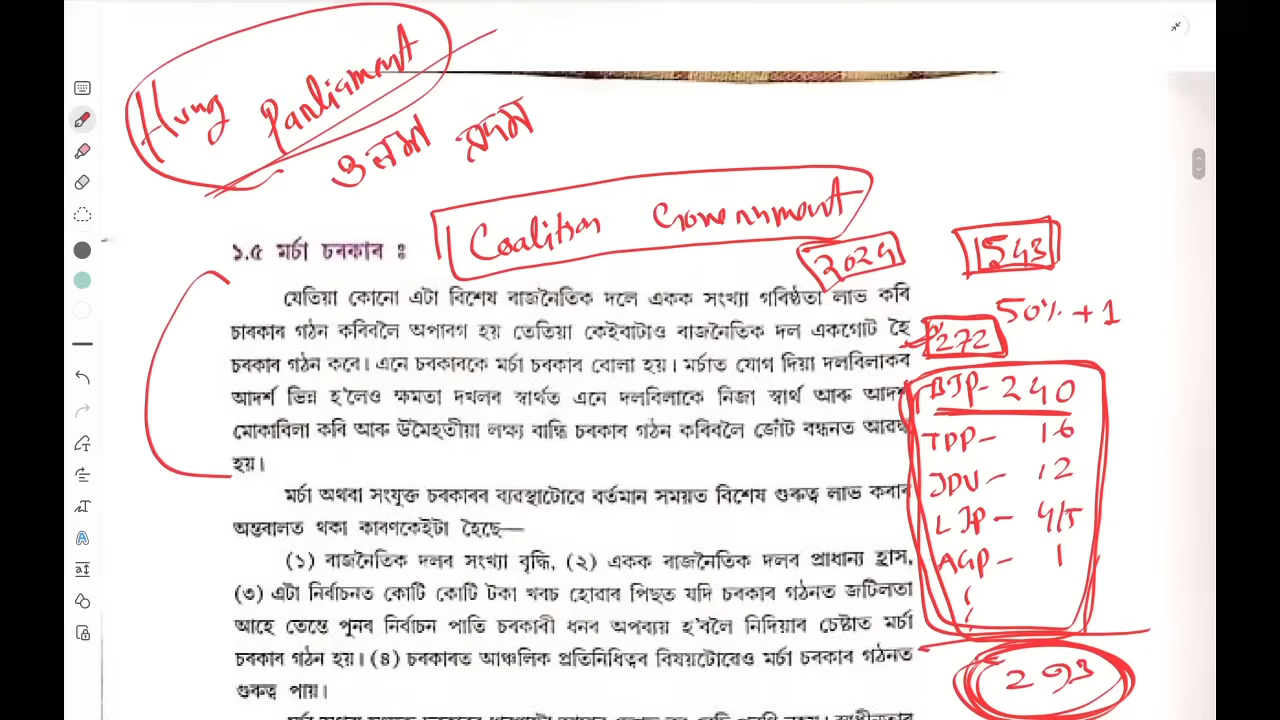 Hung Parliament
ওলমা সদস
Coalition Government
2024
543
১.৫ মৰ্চা চৰকাৰ ঃ
50% + 1
272
যেতিয়া কোনো এটা বিশেষ ৰাজনৈতিক দলে একক সংখ্যা গৰিষ্ঠতা লাভ কৰি
চাৰকাৰ গঠন কৰিবলৈ অপাৰগ হয় তেতিয়া কেইবাটাও ৰাজনৈতিক দল একগোট হৈ
চৰকাৰ গঠন কৰে। এনে চৰকাৰকে মৰ্চা চৰকাৰ বোলা হয়। মৰ্চাত যোগ দিয়া দলবিলাকৰ
আদৰ্শ ভিন্ন হ'লেও ক্ষমতা দখলৰ স্বাৰ্থত এনে দলবিলাকে নিজা স্বাৰ্থ আৰু আদৰ্শ
মোকাবিলা কৰি আৰু উমৈহতীয়া লক্ষ্য বান্ধি চৰকাৰ গঠন কৰিবলৈ জোঁট বন্ধনত আৱদ্ধ
হয়।
BJP- 240
TDP- 16
JDU- 12
LJP- 4/5
AGP- 1
293
মৰ্চা অথবা সংযুক্ত চৰকাৰৰ ব্যৱস্থাটোৱে বৰ্তমান সময়ত বিশেষ গুৰুত্ব লাভ কৰাৰ
অন্তৰালত থকা কাৰণকেইটা হৈছে—
(১) ৰাজনৈতিক দলৰ সংখ্যা বৃদ্ধি, (২) একক ৰাজনৈতিক দলৰ প্ৰাধান্য হ্ৰাস,
(৩) এটা নিৰ্বাচনত কোটি কোটি টকা খৰচ হোৱাৰ পিছত যদি চৰকাৰ গঠনত জটিলতা
আহে তেন্তে পুনৰ নিৰ্বাচন পাতি চৰকাৰী ধনৰ অপব্যয় হ'বলৈ নিদিয়াৰ চেষ্টাত মৰ্চা
চৰকাৰ গঠন হয়। (৪) চৰকাৰত আঞ্চলিক প্ৰতিনিধিত্বৰ বিষয়টোৱেও মৰ্চা চৰকাৰ গঠনত
গুৰুত্ব পায়।